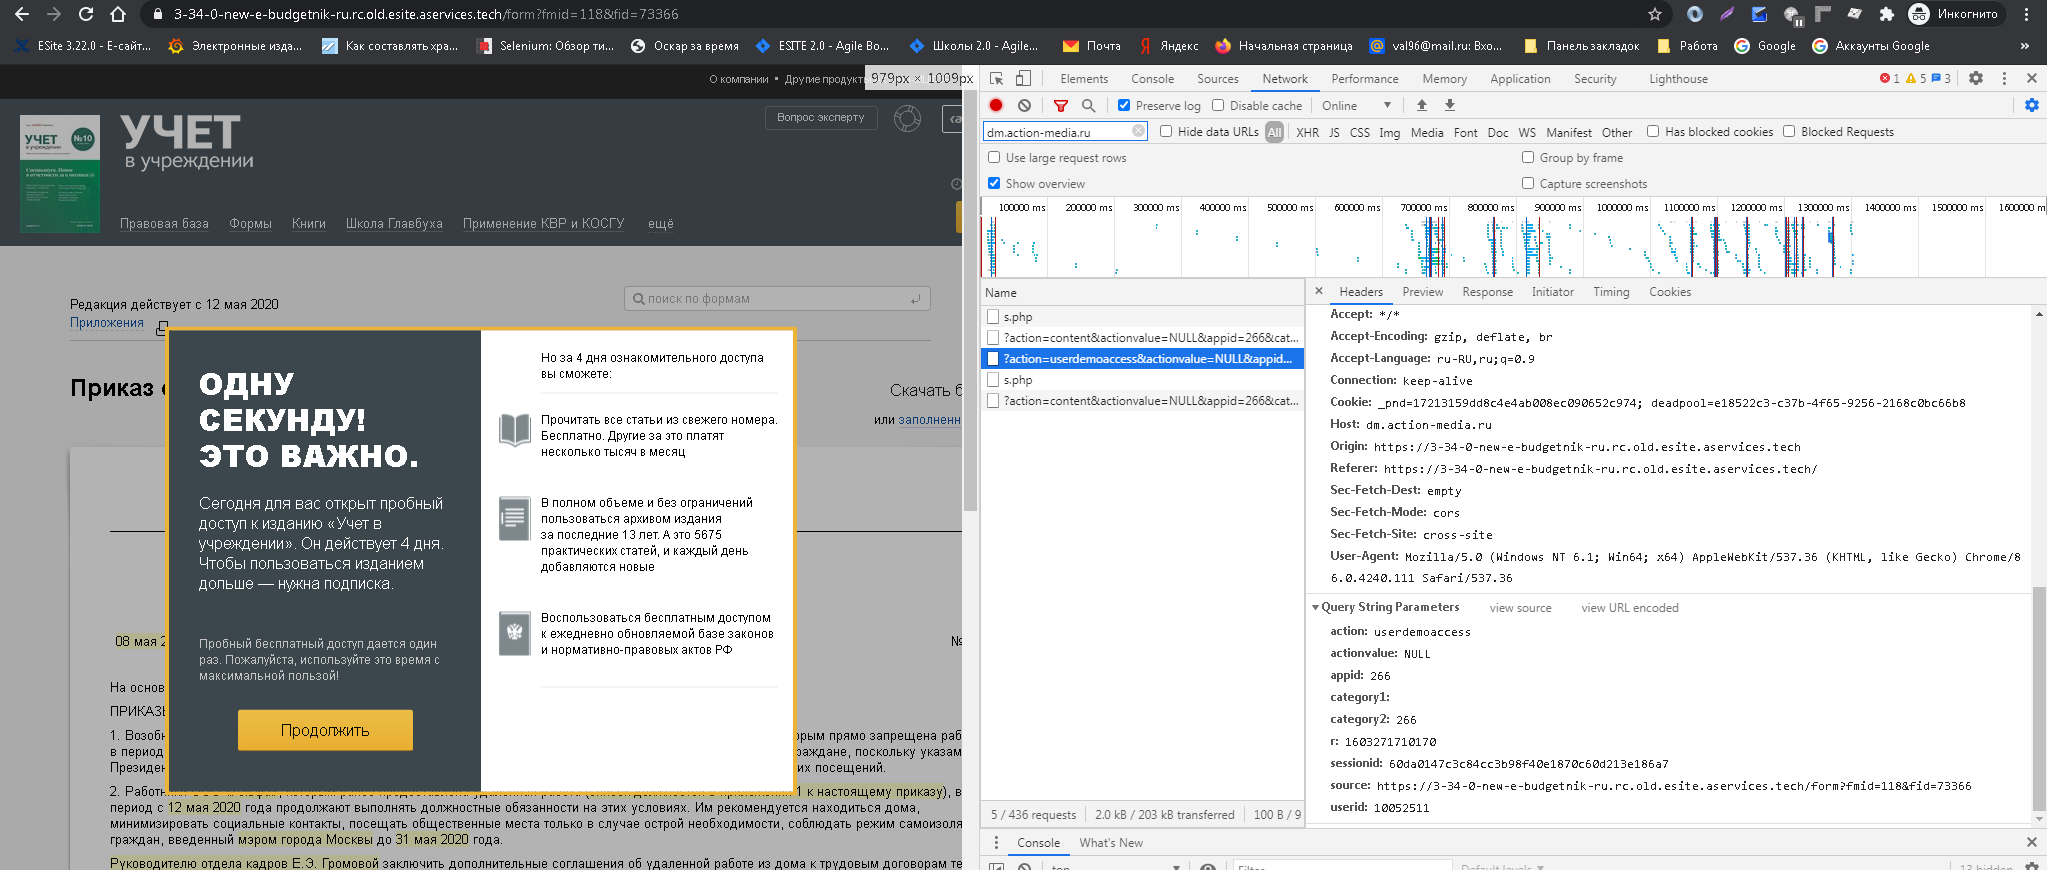 3-34-0-new-e-budgetnik-ru.rc.old.esite.aservices.tech/form?fmid=118&fid=73366
Инкогнито
ESite 3.22.0 - Е-сайт...
Электронные изда...
Как составлять хра...
Selenium: Обзор ти...
Оскар за время
ESITE 2.0 - Agile Bo...
Школы 2.0 - Agile...
Почта
Яндекс
Начальная страница
val96@mail.ru: Вхо...
Панель закладок
Работа
Google
Аккаунты Google
»
О компании • Другие продукт
979px × 1009px
Вопрос эксперту
УЧЕТ
№10
УЧЕТ
в учреждении
Правовая база
Формы
Книги
Школа Главбуха
Применение КВР и КОСГУ
ещё
Редакция действует с 12 мая 2020
Приложения
поиск по формам
Приказ
Скачать б
или заполненн
ОДНУ
СЕКУНДУ!
ЭТО ВАЖНО.
Сегодня для вас открыт пробный
доступ к изданию «Учет в
учреждении». Он действует 4 дня.
Чтобы пользоваться изданием
дольше — нужна подписка.
Пробный бесплатный доступ дается один
раз. Пожалуйста, используйте это время с
максимальной пользой!
Продолжить
Но за 4 дня ознакомительного доступа
вы сможете:
Прочитать все статьи из свежего номера.
Бесплатно. Другие за это платят
несколько тысяч в месяц
В полном объеме и без ограничений
пользоваться архивом издания
за последние 13 лет. А это 5675
практических статей, и каждый день
добавляются новые
Воспользоваться бесплатным доступом
к ежедневно обновляемой базе законов
и нормативно-правовых актов РФ
08 мая 2
№
На основ
ПРИКАЗЫ
1. Возобн
орым прямо запрещена раб
в период
раждане, поскольку указам
Президен
их посещений.
2. Работн
1 к настоящему приказу), в
период с 12 мая 2020 года продолжают выполнять должностные обязанности на этих условиях. Им рекомендуется находиться дома,
минимизировать социальные контакты, посещать общественные места только в случае острой необходимости, соблюдать режим самоизоля
граждан, введенный мэром города Москвы до 31 мая 2020 года.
Руководителю отдела кадров Е.Э. Громовой заключить дополнительные соглашения об удаленной работе из дома к трудовым договорам те
Elements
Console
Sources
Network
Performance
Memory
Application
Security
Lighthouse
1
5
3
Preserve log
Disable cache
Online
dm.action-media.ru
Hide data URLs
All
XHR
JS
CSS
Img
Media
Font
Doc
WS
Manifest
Other
Has blocked cookies
Blocked Requests
Use large request rows
Group by frame
Show overview
Capture screenshots
100000 ms
200000 ms
300000 ms
400000 ms
500000 ms
600000 ms
700000 ms
800000 ms
900000 ms
1000000 ms
1100000 ms
1200000 ms
1300000 ms
1400000 ms
1500000 ms
1600000 m
Name
s.php
?action=content&actionvalue=NULL&appid=266&cat...
?action=userdemoaccess&actionvalue=NULL&appid...
s.php
?action=content&actionvalue=NULL&appid=266&cat...
5 / 436 requests
2.0 kB / 203 kB transferred
100 B / 9
Headers
Preview
Response
Initiator
Timing
Cookies
Accept: */*
Accept-Encoding: gzip, deflate, br
Accept-Language: ru-RU,ru;q=0.9
Connection: keep-alive
Cookie: _pnd=17213159dd8c4e4ab008ec090652c974; deadpool=e18522c3-c37b-4f65-9256-2168c0bc66b8
Host: dm.action-media.ru
Origin: https://3-34-0-new-e-budgetnik-ru.rc.old.esite.aservices.tech
Referer: https://3-34-0-new-e-budgetnik-ru.rc.old.esite.aservices.tech/
Sec-Fetch-Dest: empty
Sec-Fetch-Mode: cors
Sec-Fetch-Site: cross-site
User-Agent: Mozilla/5.0 (Windows NT 6.1; Win64; x64) AppleWebKit/537.36 (KHTML, like Gecko) Chrome/8
6.0.4240.111 Safari/537.36
Query String Parameters
view source
view URL encoded
action: userdemoaccess
actionvalue: NULL
appid: 266
category1:
category2: 266
r: 1603271710170
sessionid: 60da0147c3c84cc3b98f40e1870c60d213e186a7
source: https://3-34-0-new-e-budgetnik-ru.rc.old.esite.aservices.tech/form?fmid=118&fid=73366
userid: 10052511
Console
What's New
top
Filter
Default levels
13 hidden